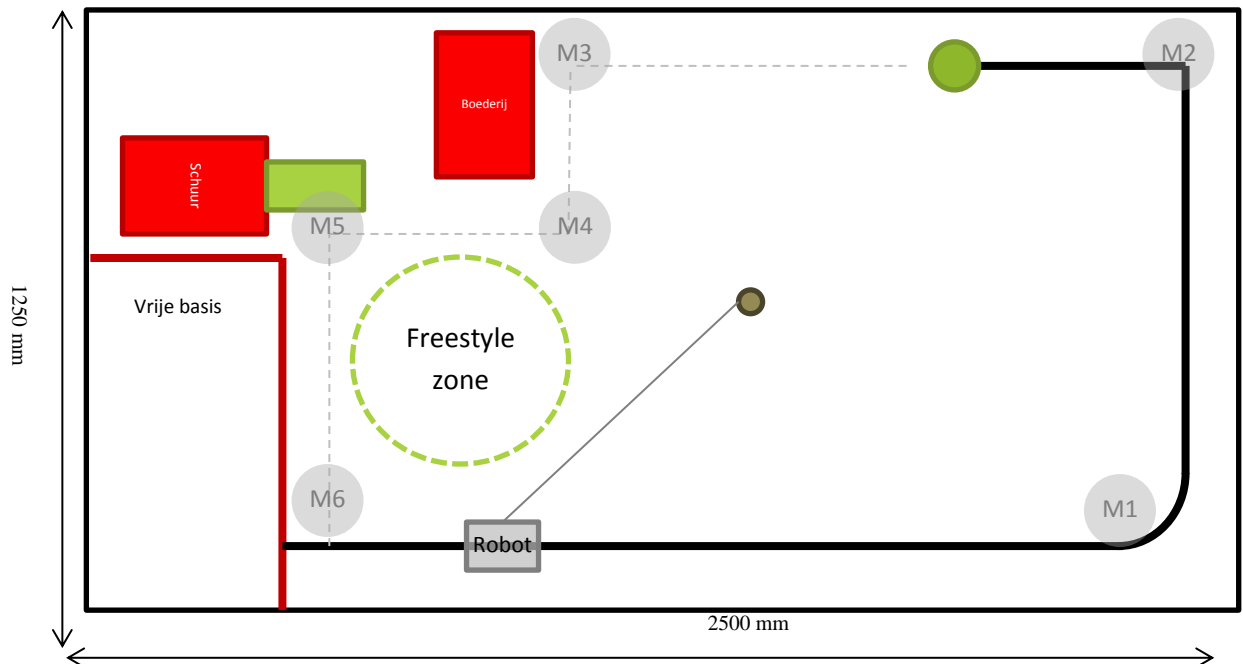 M3
M2
Boederij
Schuur
M5
M4
Vrije basis
1250 mm
Freestyle
zone
M6
M1
Robot
2500 mm